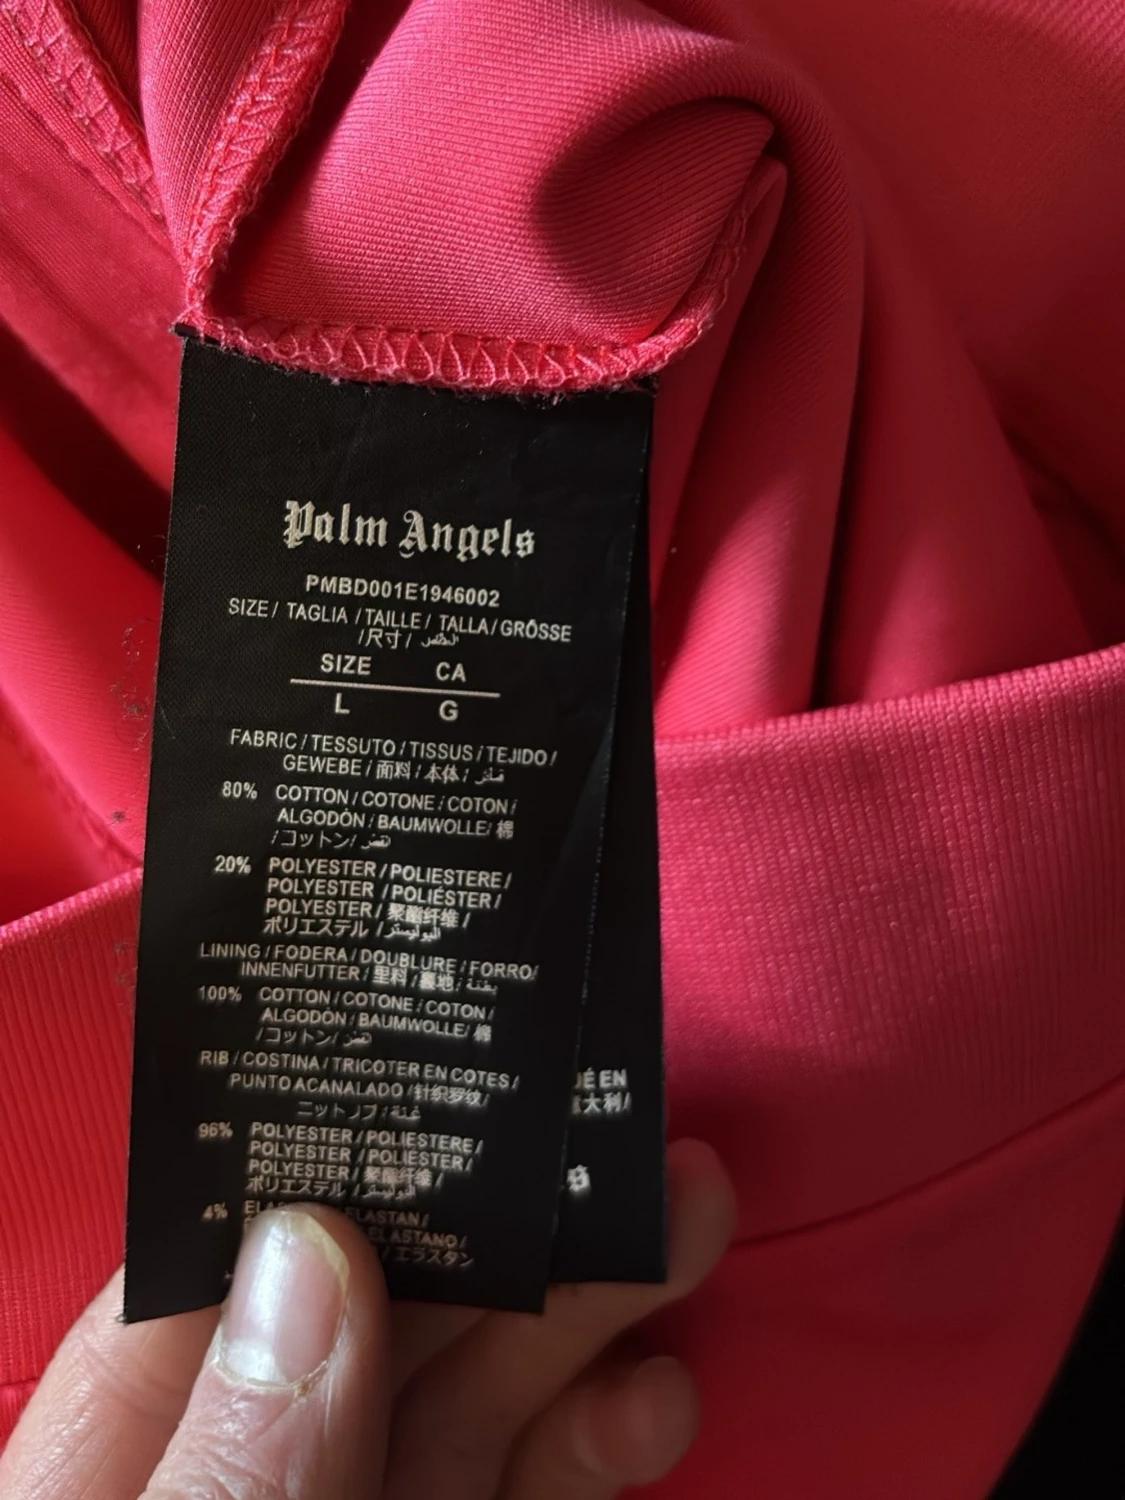 Palm Angels
PMBD001E1946002
SIZE / TAGLIA / TAILLE / TALLA / GRÖSSE
/尺寸/
SIZE CA
L G
FABRIC / TESSUTO / TISSUS / TEJIDO /
GEWEBE / 面料 / 本体 /
80% COTTON / COTONE / COTON /
ALGODÓN / BAUMWOLLE/ 棉
/コットン/
20% POLYESTER / POLIESTERE /
POLYESTER / POLIÉSTER /
POLYESTER / 聚酯纤维 /
ポリエステル /
LINING / FODERA / DOUBLURE / FORRO/
INNENFUTTER / 里料 / 裏地 /
100% COTTON / COTONE / COTON /
ALGODÓN / BAUMWOLLE/ 棉
/コットン/
RIB / COSTINA / TRICOTER EN COTES /
PUNTO ACANALADO /针织罗纹/
96% POLYESTER / POLIESTERE /
POLYESTER / POLIÉSTER /
POLYESTER / 聚酯纤维 /
ポリエステル /
4% ELASTAN /
ELASTANO /
/ エラスタン
É EN
大利/